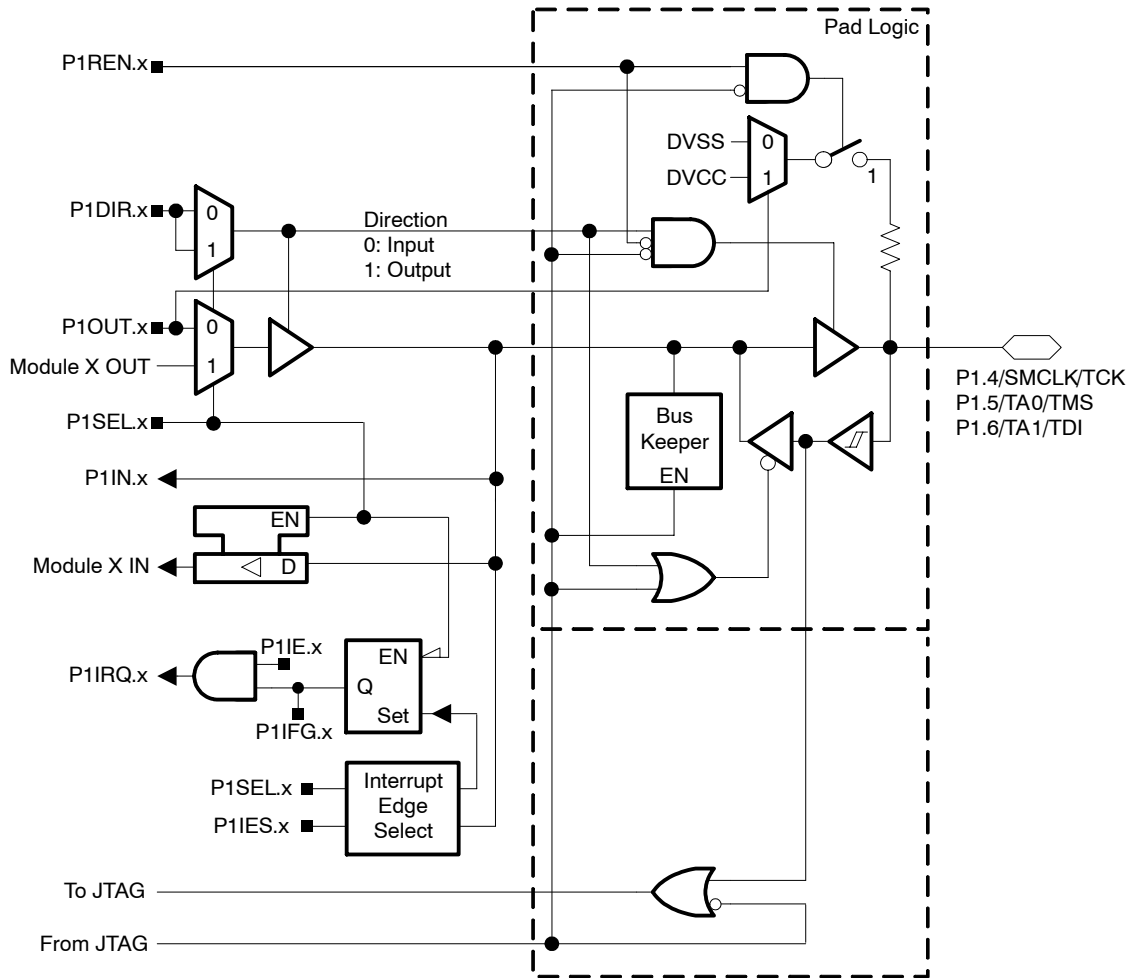 Pad Logic
P1REN.x
DVSS
0
DVCC
1
1
P1DIR.x
0
1
Direction
0: Input
1: Output
P1OUT.x
0
Module X OUT
1
P1SEL.x
P1.4/SMCLK/TCK
P1.5/TA0/TMS
P1.6/TA1/TDI
Bus
Keeper
EN
P1IN.x
EN
Module X IN
D
P1IE.x
P1IRQ.x
EN
Q
Set
P1IFG.x
P1SEL.x
P1IES.x
Interrupt
Edge
Select
To JTAG
From JTAG